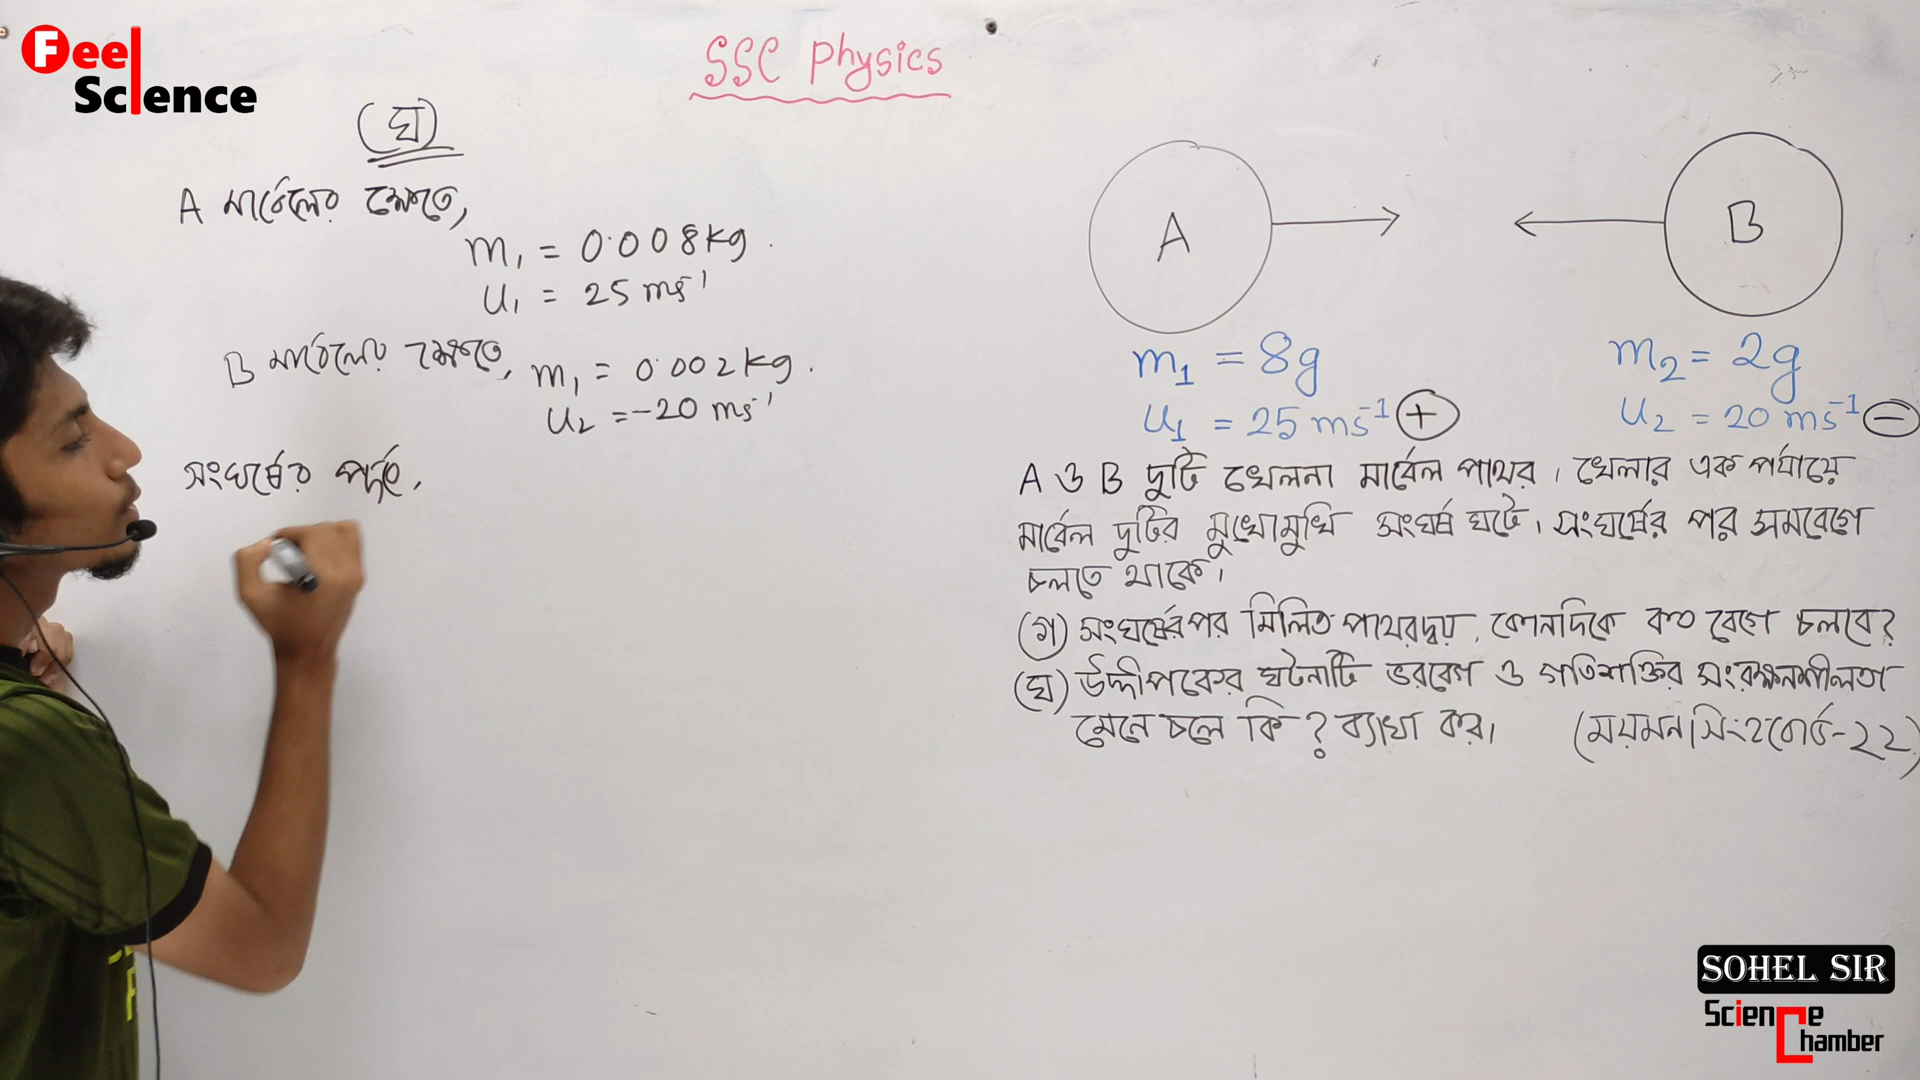 Feel
Science
SSC Physics
(ঘ)
A মার্বেলের ক্ষেত্রে,
m₁ = 0.008kg.
u₁ = 25 ms⁻¹
B মার্বেলের ক্ষেত্রে, m₁ = 0.002kg.
u₂ = -20 ms⁻¹
সংঘর্ষের পূর্বে,
A
B
m₁ = 8g
u₁ = 25 ms⁻¹ +
m₂ = 2g
u₂ = 20 ms⁻¹ −
A ও B দুটি খেলনা মার্বেল পাথর। খেলার এক পর্যায়ে
মার্বেল দুটির মুখোমুখি সংঘর্ষ ঘটে। সংঘর্ষের পর সমবেগে
চলতে থাকে।
(গ) সংঘর্ষের পর মিলিত পাথরদ্বয়, কোনদিকে কত বেগে চলবে?
(ঘ) উদ্দীপকের ঘটনাটি ভরবেগ ও গতিশক্তির সংরক্ষনশীলতা
মেনে চলে কি? ব্যাখা কর। (ময়মনসিংহ বোর্ড-২২)
SOHEL SIR
Science
Chamber